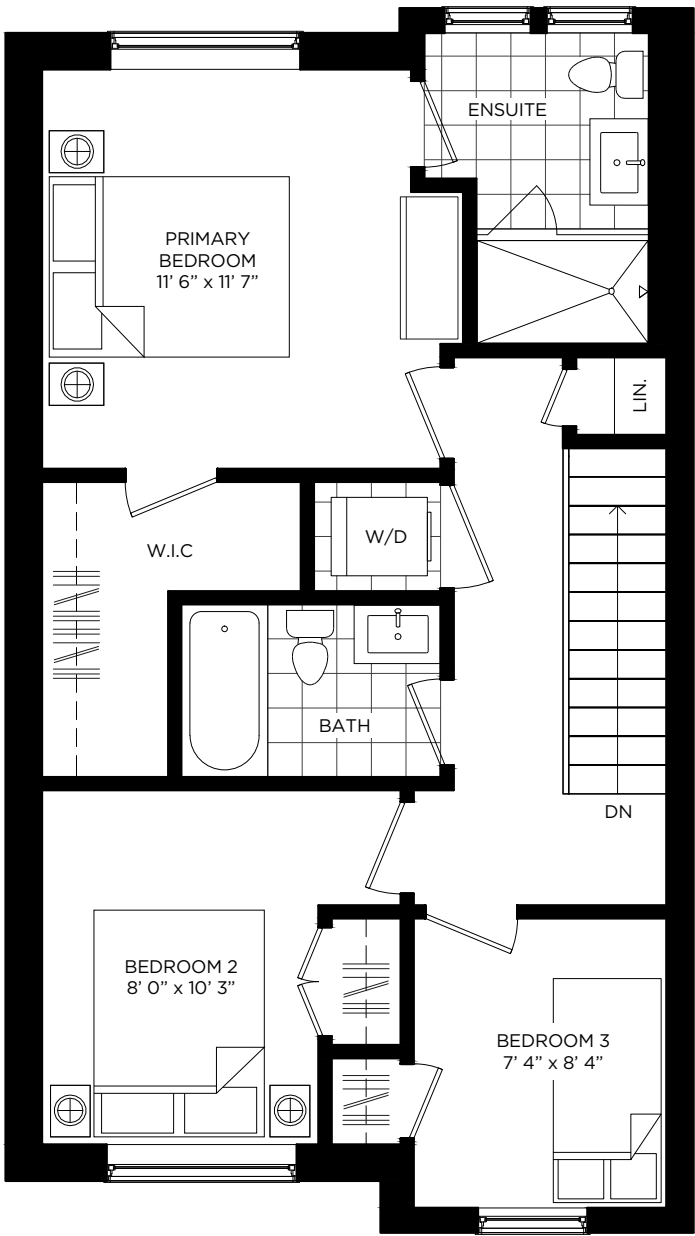 ENSUITE
PRIMARY
BEDROOM
11’ 6” x 11’ 7”
LIN.
W/D
W.I.C
BATH
DN
BEDROOM 2
8’ 0” x 10’ 3”
BEDROOM 3
7’ 4” x 8’ 4”